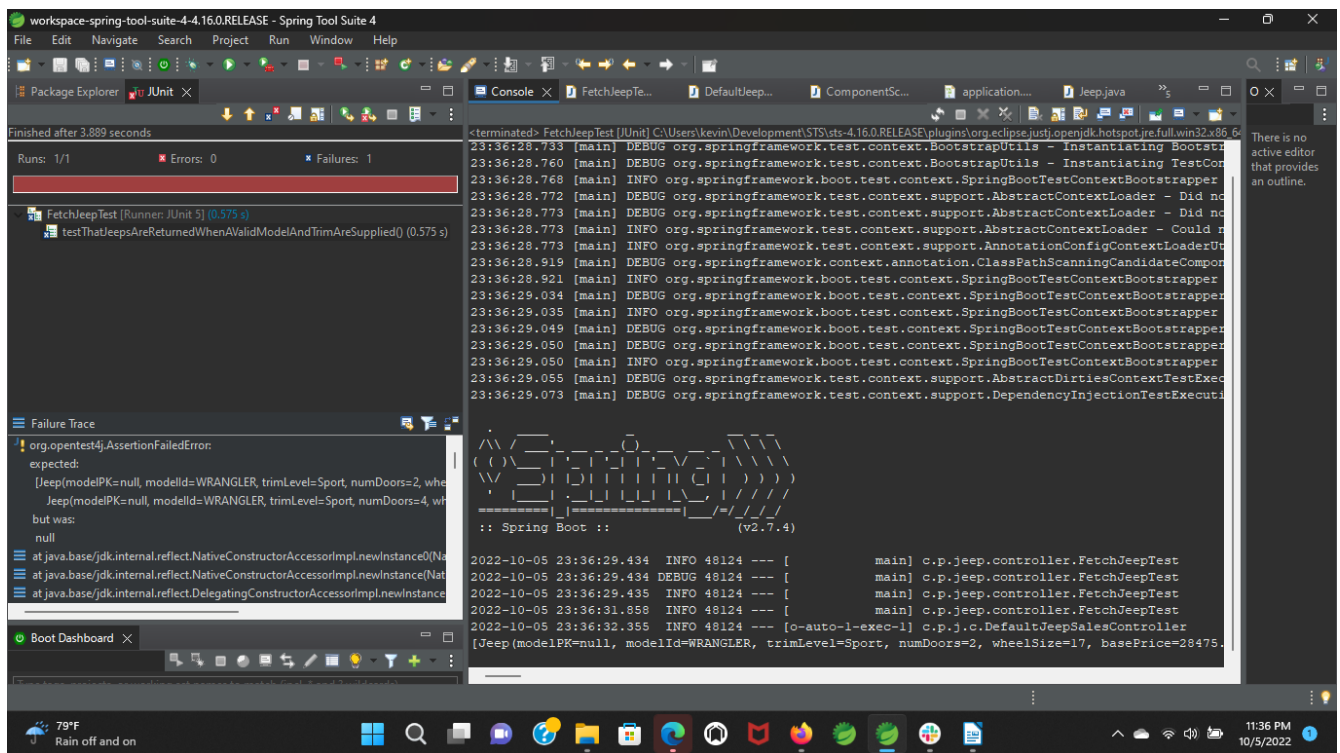 workspace-spring-tool-suite-4-4.16.0.RELEASE - Spring Tool Suite 4
File Edit Navigate Search Project Run Window Help
Package Explorer JUnit
Finished after 3.889 seconds
Runs: 1/1 Errors: 0 Failures: 1
FetchJeepTest [Runner: JUnit 5] (0.575 s)
testThatJeepsAreReturnedWhenAValidModelAndTrimAreSupplied() (0.575 s)
Failure Trace
org.opentest4j.AssertionFailedError:
expected:
[Jeep(modelPK=null, modelId=WRANGLER, trimLevel=Sport, numDoors=2, whe
Jeep(modelPK=null, modelId=WRANGLER, trimLevel=Sport, numDoors=4, wh
but was:
null
at java.base/jdk.internal.reflect.NativeConstructorAccessorImpl.newInstance0(Na
at java.base/jdk.internal.reflect.NativeConstructorAccessorImpl.newInstance(Nat
at java.base/jdk.internal.reflect.DelegatingConstructorAccessorImpl.newInstance
Boot Dashboard
Console FetchJeepTe... DefaultJeep... ComponentSc... application.... Jeep.java »5
<terminated> FetchJeepTest [JUnit] C:\Users\kevin\Development\STS\sts-4.16.0.RELEASE\plugins\org.eclipse.justj.openjdk.hotspot.jre.full.win32.x86_64
23:36:28.733 [main] DEBUG org.springframework.test.context.BootstrapUtils - Instantiating Bootstr
23:36:28.760 [main] DEBUG org.springframework.test.context.BootstrapUtils - Instantiating TestCon
23:36:28.768 [main] INFO org.springframework.boot.test.context.SpringBootTestContextBootstrapper
23:36:28.772 [main] DEBUG org.springframework.test.context.support.AbstractContextLoader - Did no
23:36:28.773 [main] DEBUG org.springframework.test.context.support.AbstractContextLoader - Did no
23:36:28.773 [main] INFO org.springframework.test.context.support.AbstractContextLoader - Could n
23:36:28.773 [main] INFO org.springframework.test.context.support.AnnotationConfigContextLoaderUt
23:36:28.919 [main] DEBUG org.springframework.context.annotation.ClassPathScanningCandidateCompon
23:36:28.921 [main] INFO org.springframework.boot.test.context.SpringBootTestContextBootstrapper
23:36:29.034 [main] DEBUG org.springframework.boot.test.context.SpringBootTestContextBootstrapper
23:36:29.035 [main] INFO org.springframework.boot.test.context.SpringBootTestContextBootstrapper
23:36:29.049 [main] DEBUG org.springframework.boot.test.context.SpringBootTestContextBootstrapper
23:36:29.050 [main] DEBUG org.springframework.boot.test.context.SpringBootTestContextBootstrapper
23:36:29.050 [main] INFO org.springframework.boot.test.context.SpringBootTestContextBootstrapper
23:36:29.055 [main] DEBUG org.springframework.test.context.support.AbstractDirtiesContextTestExec
23:36:29.073 [main] DEBUG org.springframework.test.context.support.DependencyInjectionTestExecuti
Spring
:: Spring Boot :: (v2.7.4)
2022-10-05 23:36:29.434 INFO 48124 --- [ main] c.p.jeep.controller.FetchJeepTest
2022-10-05 23:36:29.434 DEBUG 48124 --- [ main] c.p.jeep.controller.FetchJeepTest
2022-10-05 23:36:29.435 INFO 48124 --- [ main] c.p.jeep.controller.FetchJeepTest
2022-10-05 23:36:31.858 INFO 48124 --- [ main] c.p.jeep.controller.FetchJeepTest
2022-10-05 23:36:32.355 INFO 48124 --- [o-auto-1-exec-1] c.p.j.c.DefaultJeepSalesController
[Jeep(modelPK=null, modelId=WRANGLER, trimLevel=Sport, numDoors=2, wheelSize=17, basePrice=28475.
There is no
active editor
that provides
an outline.
79°F
Rain off and on
11:36 PM
10/5/2022
1